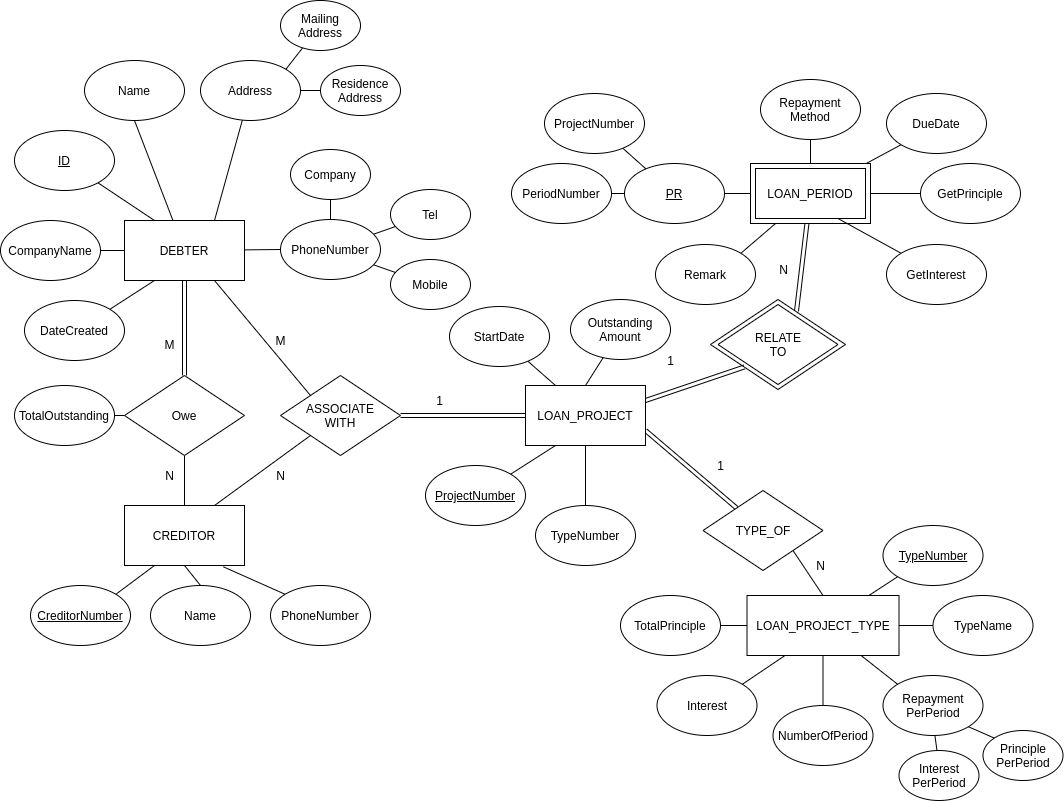 Mailing
Address
Name
Address
Residence
Address
ID
Company
Tel
CompanyName
DEBTER
PhoneNumber
Mobile
DateCreated
M
M
TotalOutstanding
Owe
ASSOCIATE
WITH
1
N
N
CREDITOR
CreditorNumber
Name
PhoneNumber
Repayment
Method
ProjectNumber
DueDate
PeriodNumber
PR
LOAN_PERIOD
GetPrinciple
Remark
N
GetInterest
StartDate
Outstanding
Amount
RELATE
TO
1
LOAN_PROJECT
1
ProjectNumber
TypeNumber
TYPE_OF
N
TypeNumber
TotalPrinciple
LOAN_PROJECT_TYPE
TypeName
Interest
NumberOfPeriod
Repayment
PerPeriod
Interest
PerPeriod
Principle
PerPeriod